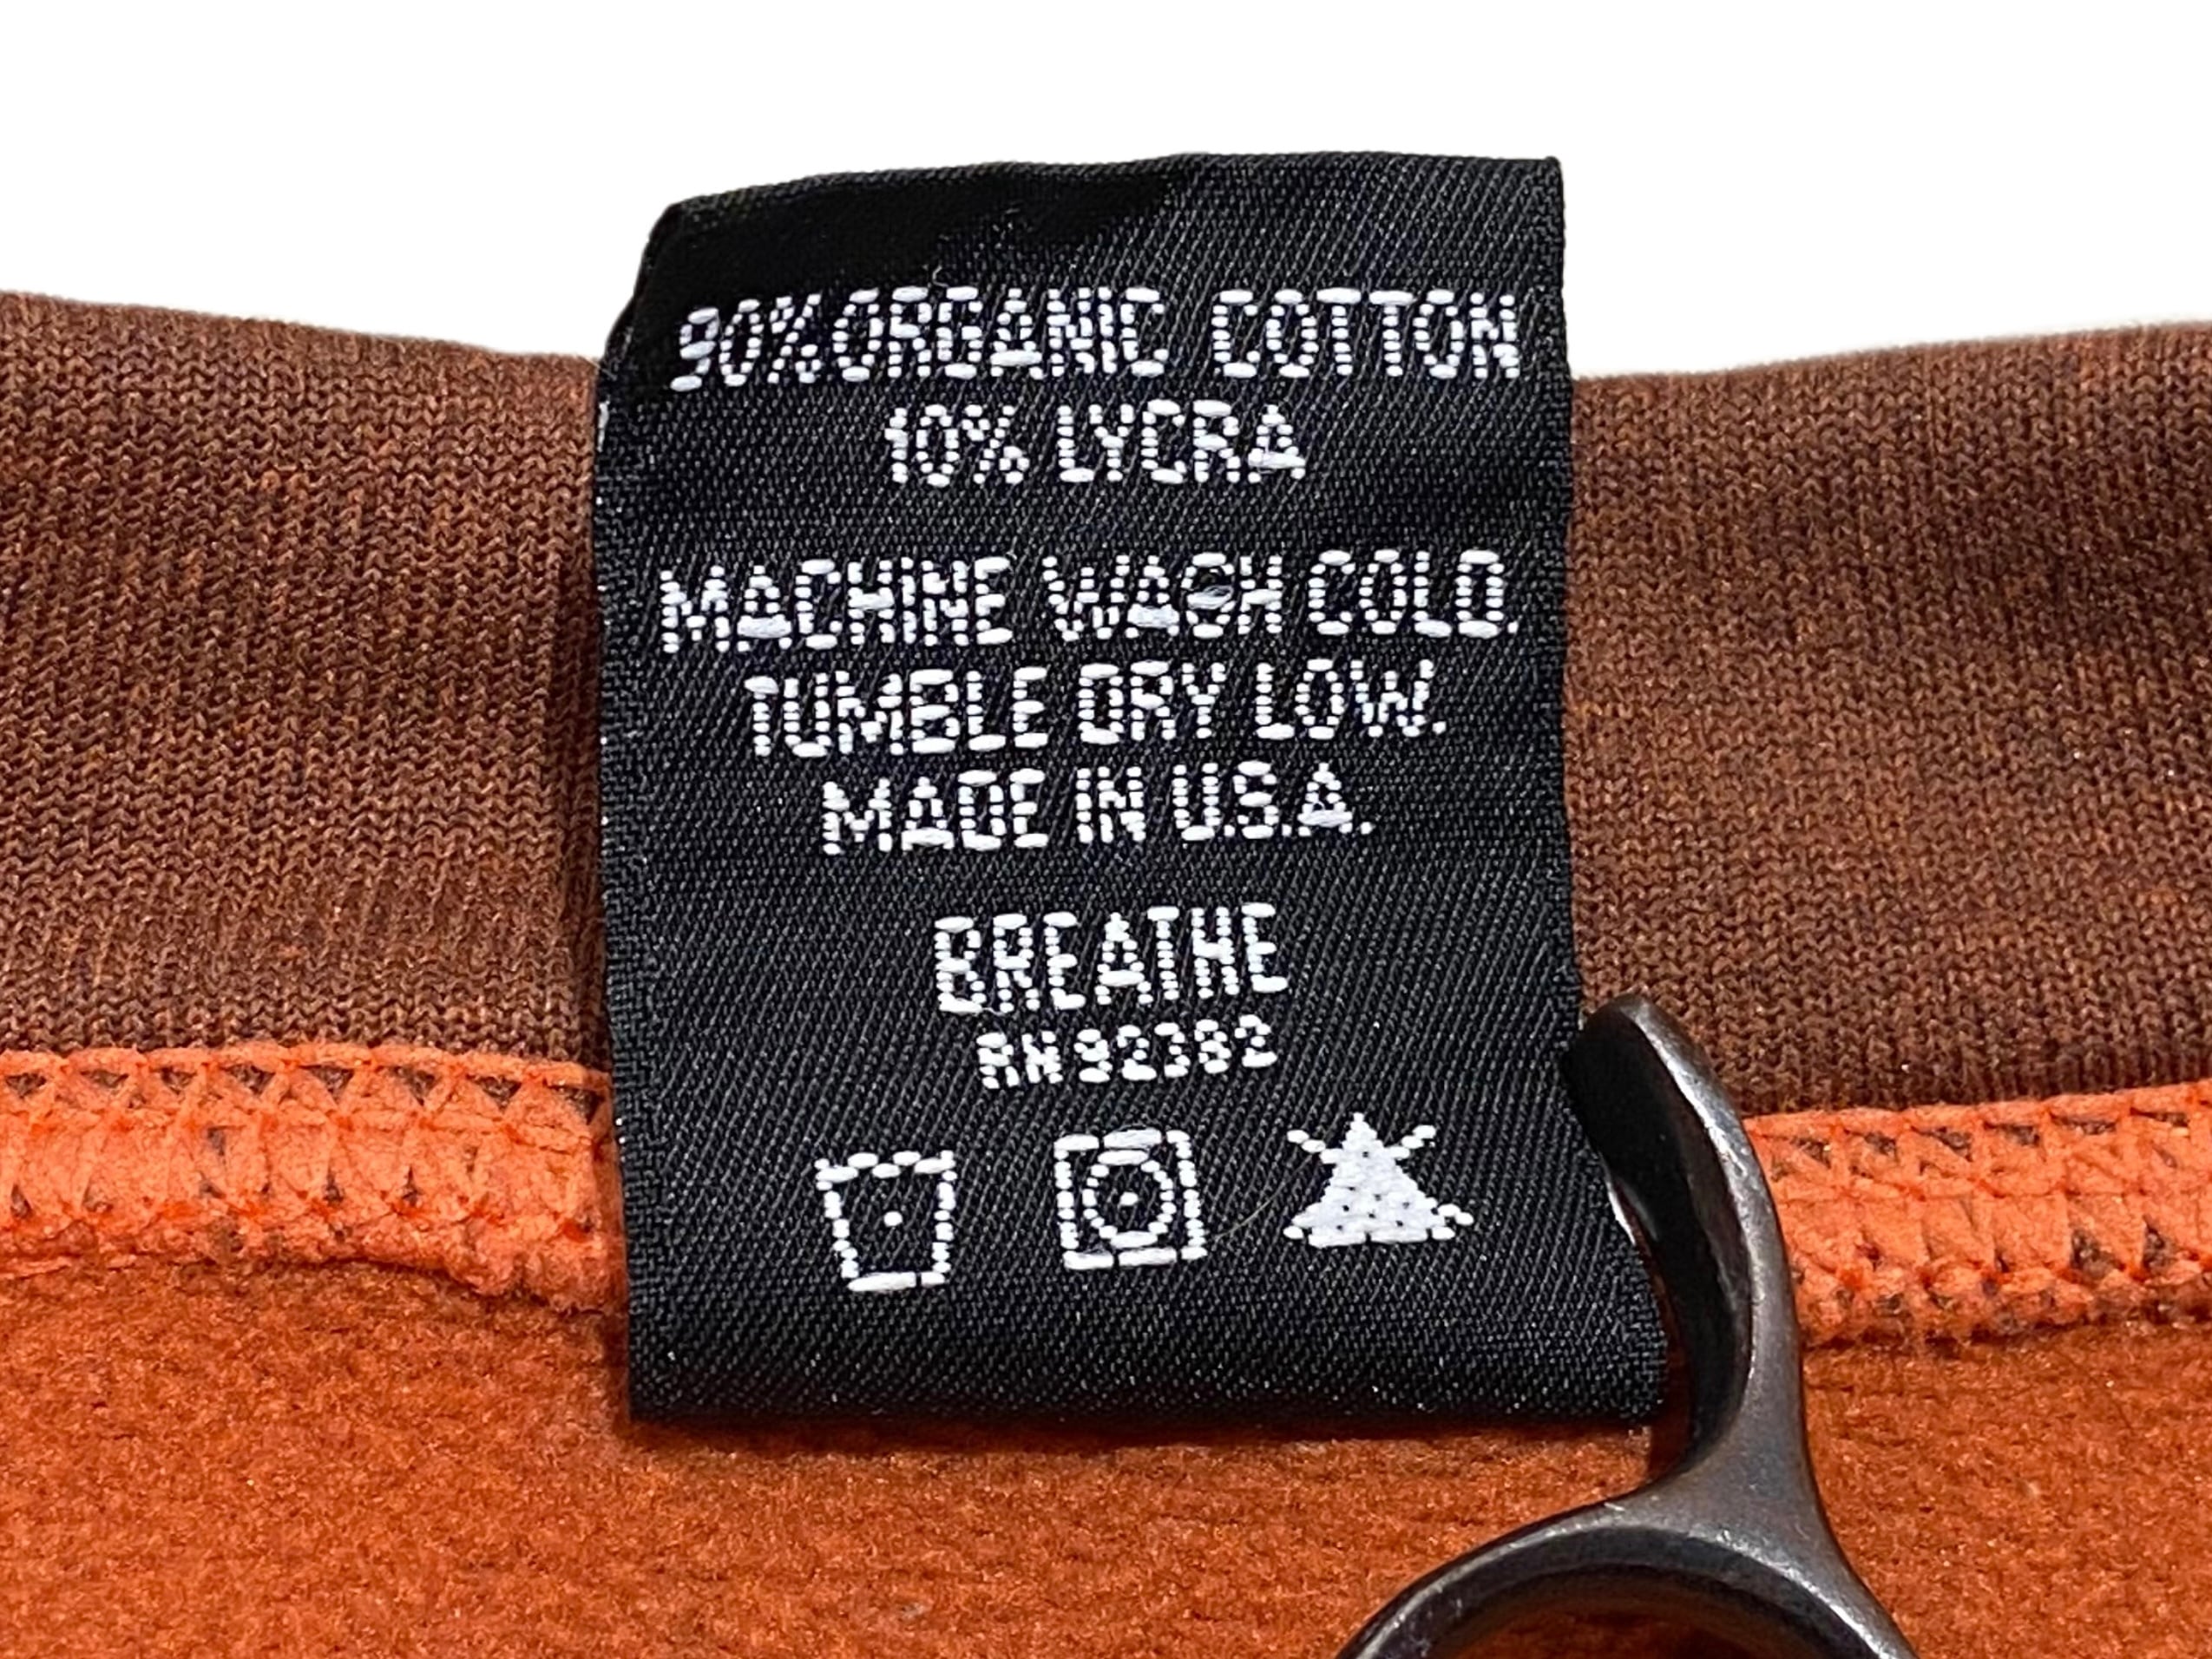 90% ORGANIC COTTON
10% LYCRA
MACHINE WASH COLD.
TUMBLE DRY LOW.
MADE IN U.S.A.
BREATHE
RN 92382